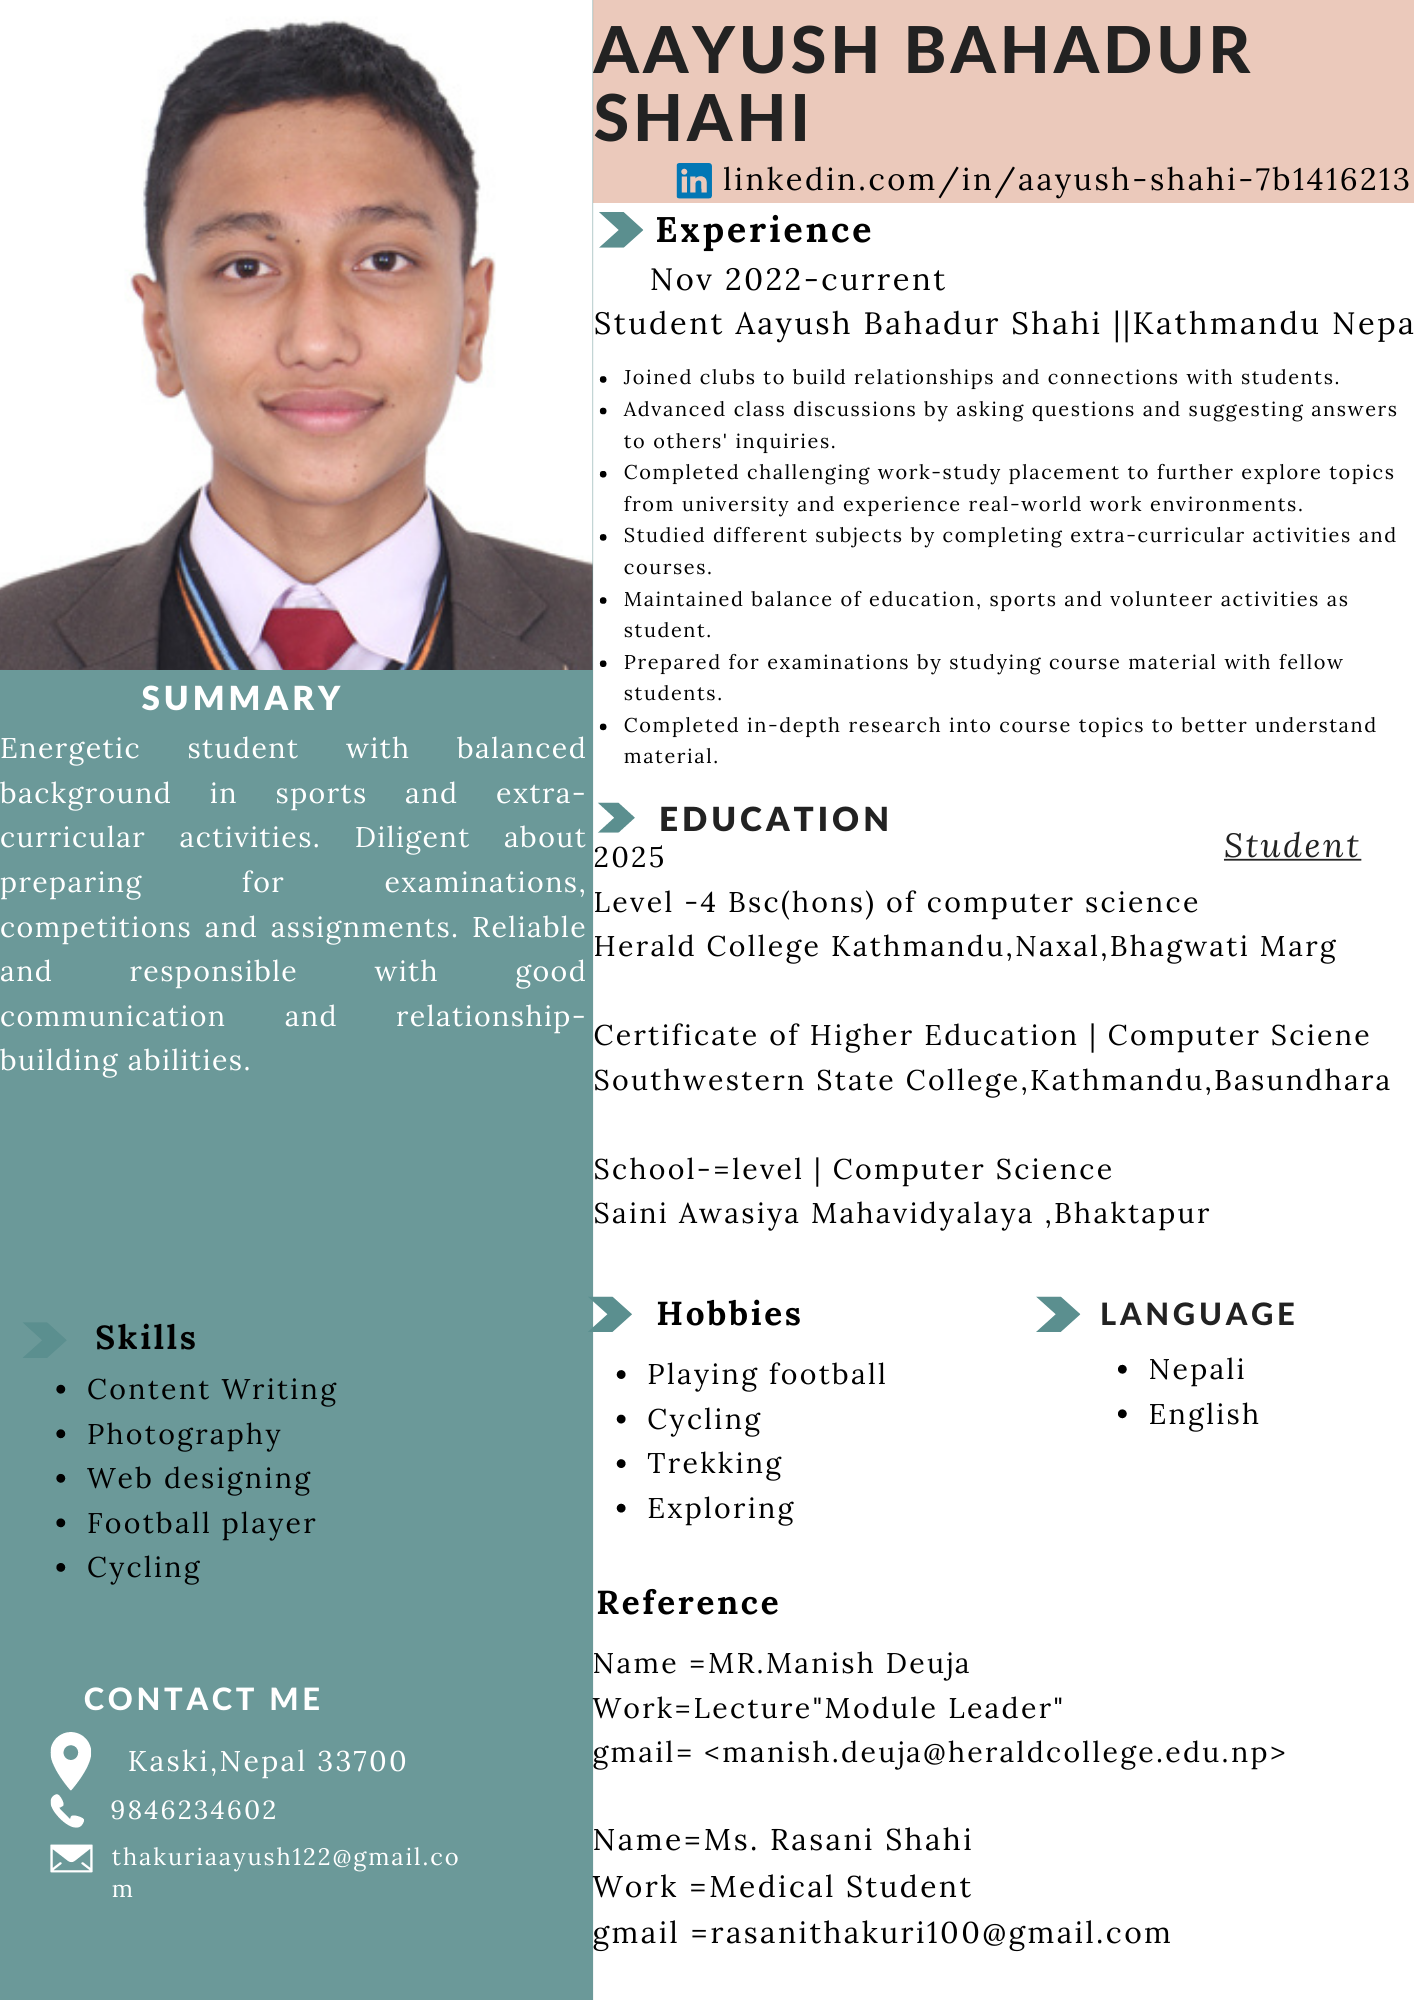 AAYUSH BAHADUR
SHAHI
linkedin.com/in/aayush-shahi-7b1416213
Experience
Nov 2022-current
Student Aayush Bahadur Shahi ||Kathmandu Nepa
• Joined clubs to build relationships and connections with students.
• Advanced class discussions by asking questions and suggesting answers
to others' inquiries.
• Completed challenging work-study placement to further explore topics
from university and experience real-world work environments.
• Studied different subjects by completing extra-curricular activities and
courses.
• Maintained balance of education, sports and volunteer activities as
student.
• Prepared for examinations by studying course material with fellow
students.
• Completed in-depth research into course topics to better understand
material.
EDUCATION
Student
2025
Level -4 Bsc(hons) of computer science
Herald College Kathmandu,Naxal,Bhagwati Marg
Certificate of Higher Education | Computer Sciene
Southwestern State College,Kathmandu,Basundhara
School-=level | Computer Science
Saini Awasiya Mahavidyalaya ,Bhaktapur
Hobbies
• Playing football
• Cycling
• Trekking
• Exploring
LANGUAGE
• Nepali
• English
Reference
Name =MR.Manish Deuja
Work=Lecture"Module Leader"
gmail= <manish.deuja@heraldcollege.edu.np>
Name=Ms. Rasani Shahi
Work =Medical Student
gmail =rasanithakuri100@gmail.com
SUMMARY
Energetic student with balanced
background in sports and extra-
curricular activities. Diligent about
preparing for examinations,
competitions and assignments. Reliable
and responsible with good
communication and relationship-
building abilities.
Skills
• Content Writing
• Photography
• Web designing
• Football player
• Cycling
CONTACT ME
Kaski,Nepal 33700
9846234602
thakuriaayush122@gmail.co
m